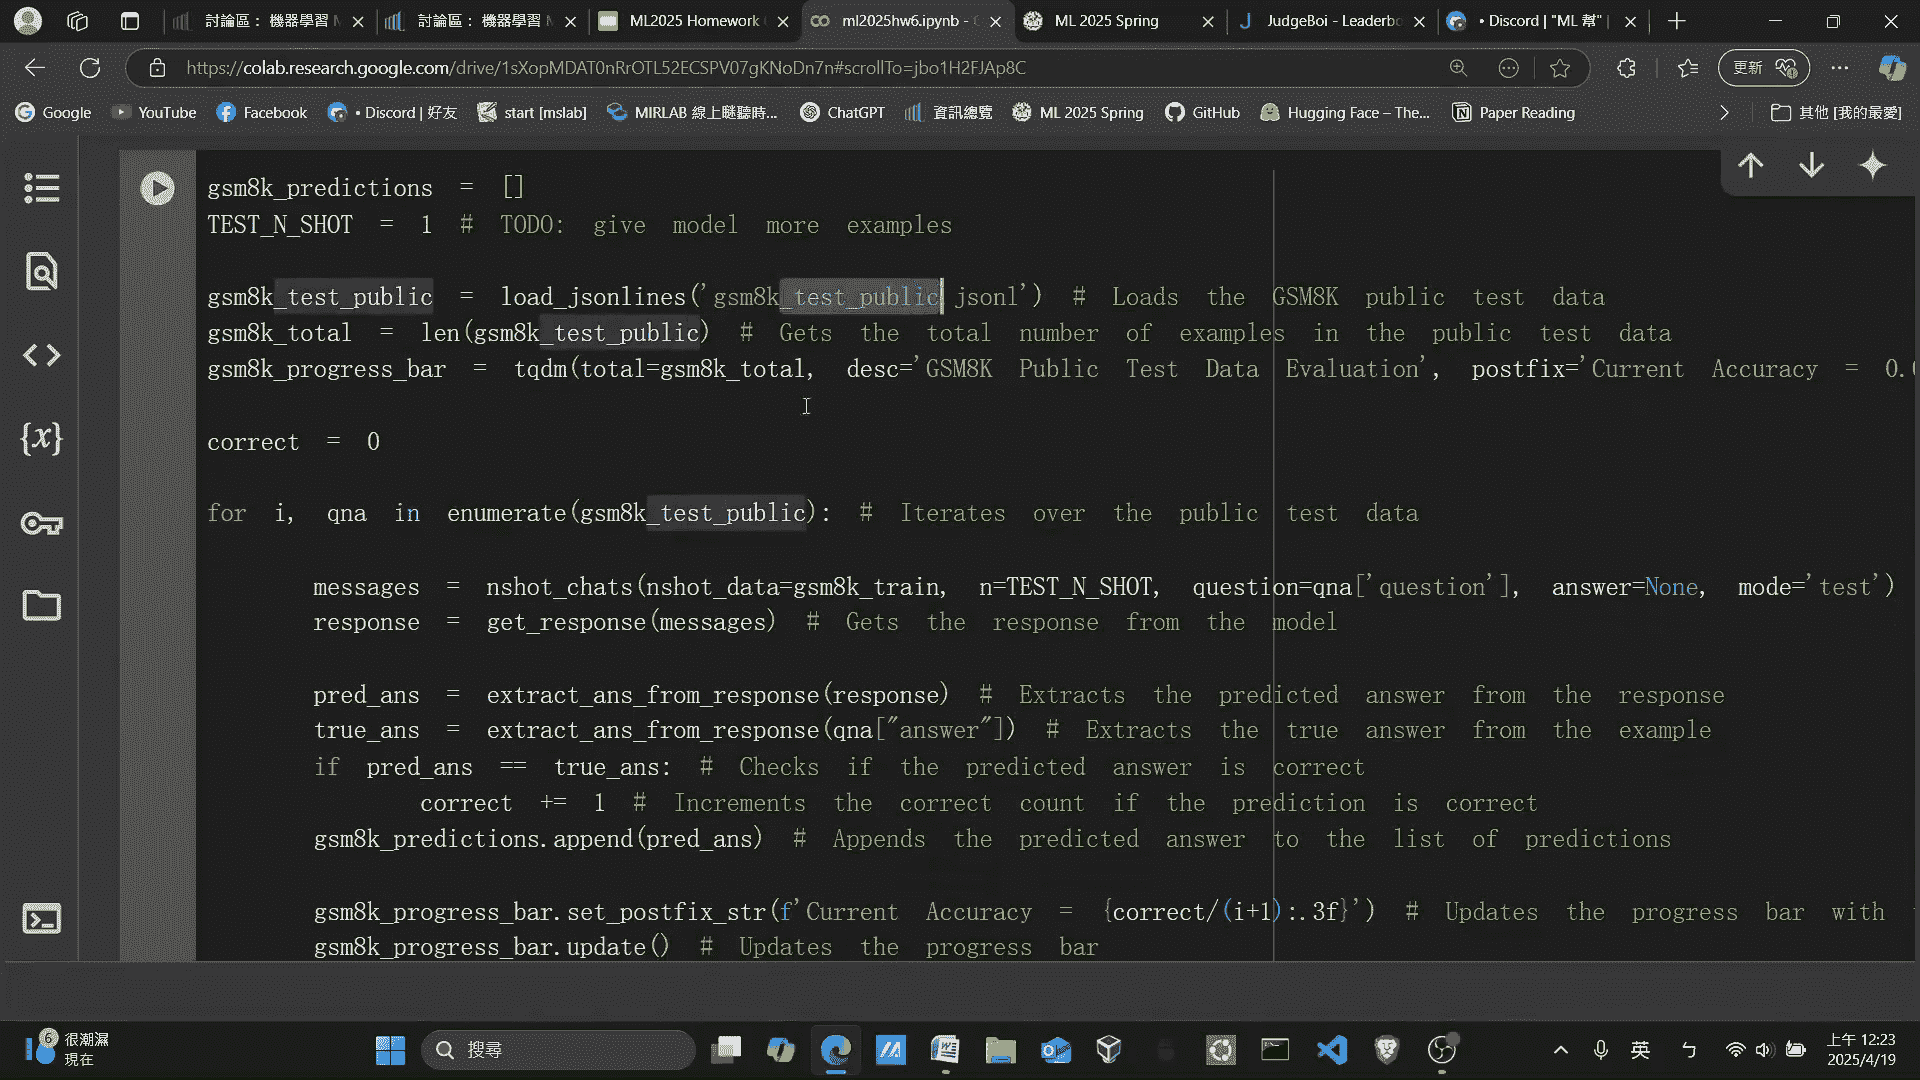 討論區： 機器學習 M
討論區： 機器學習 M
ML2025 Homework
ml2025hw6.ipynb - C
ML 2025 Spring
JudgeBoi - Leaderbo
• Discord | "ML 幫" |
https://colab.research.google.com/drive/1sXopMDAT0nRrOTL52ECSPV07gKNoDn7n#scrollTo=jbo1H2FJAp8C
更新
Google
YouTube
Facebook
• Discord | 好友
start [mslab]
MIRLAB 線上瞇聽時...
ChatGPT
資訊總覽
ML 2025 Spring
GitHub
Hugging Face – The...
Paper Reading
其他 [我的最愛]
gsm8k_predictions = []
TEST_N_SHOT = 1 # TODO: give model more examples
gsm8k_test_public = load_jsonlines('gsm8k_test_public.jsonl') # Loads the GSM8K public test data
gsm8k_total = len(gsm8k_test_public) # Gets the total number of examples in the public test data
gsm8k_progress_bar = tqdm(total=gsm8k_total, desc='GSM8K Public Test Data Evaluation', postfix='Current Accuracy = 0.
correct = 0
for i, qna in enumerate(gsm8k_test_public): # Iterates over the public test data
messages = nshot_chats(nshot_data=gsm8k_train, n=TEST_N_SHOT, question=qna['question'], answer=None, mode='test')
response = get_response(messages) # Gets the response from the model
pred_ans = extract_ans_from_response(response) # Extracts the predicted answer from the response
true_ans = extract_ans_from_response(qna["answer"]) # Extracts the true answer from the example
if pred_ans == true_ans: # Checks if the predicted answer is correct
correct += 1 # Increments the correct count if the prediction is correct
gsm8k_predictions.append(pred_ans) # Appends the predicted answer to the list of predictions
gsm8k_progress_bar.set_postfix_str(f'Current Accuracy = {correct/(i+1):.3f}') # Updates the progress bar with
gsm8k_progress_bar.update() # Updates the progress bar
6
很潮濕
現在
搜尋
英
ㄅ
上午 12:23
2025/4/19